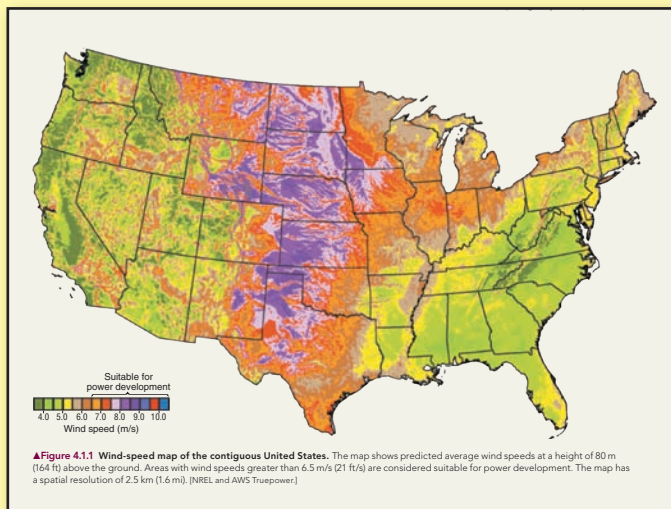 Suitable for
power development
4.0 5.0 6.0 7.0 8.0 9.0 10.0
Wind speed (m/s)
▲Figure 4.1.1 Wind-speed map of the contiguous United States. The map shows predicted average wind speeds at a height of 80 m
(164 ft) above the ground. Areas with wind speeds greater than 6.5 m/s (21 ft/s) are considered suitable for power development. The map has
a spatial resolution of 2.5 km (1.6 mi). [NREL and AWS Truepower.]